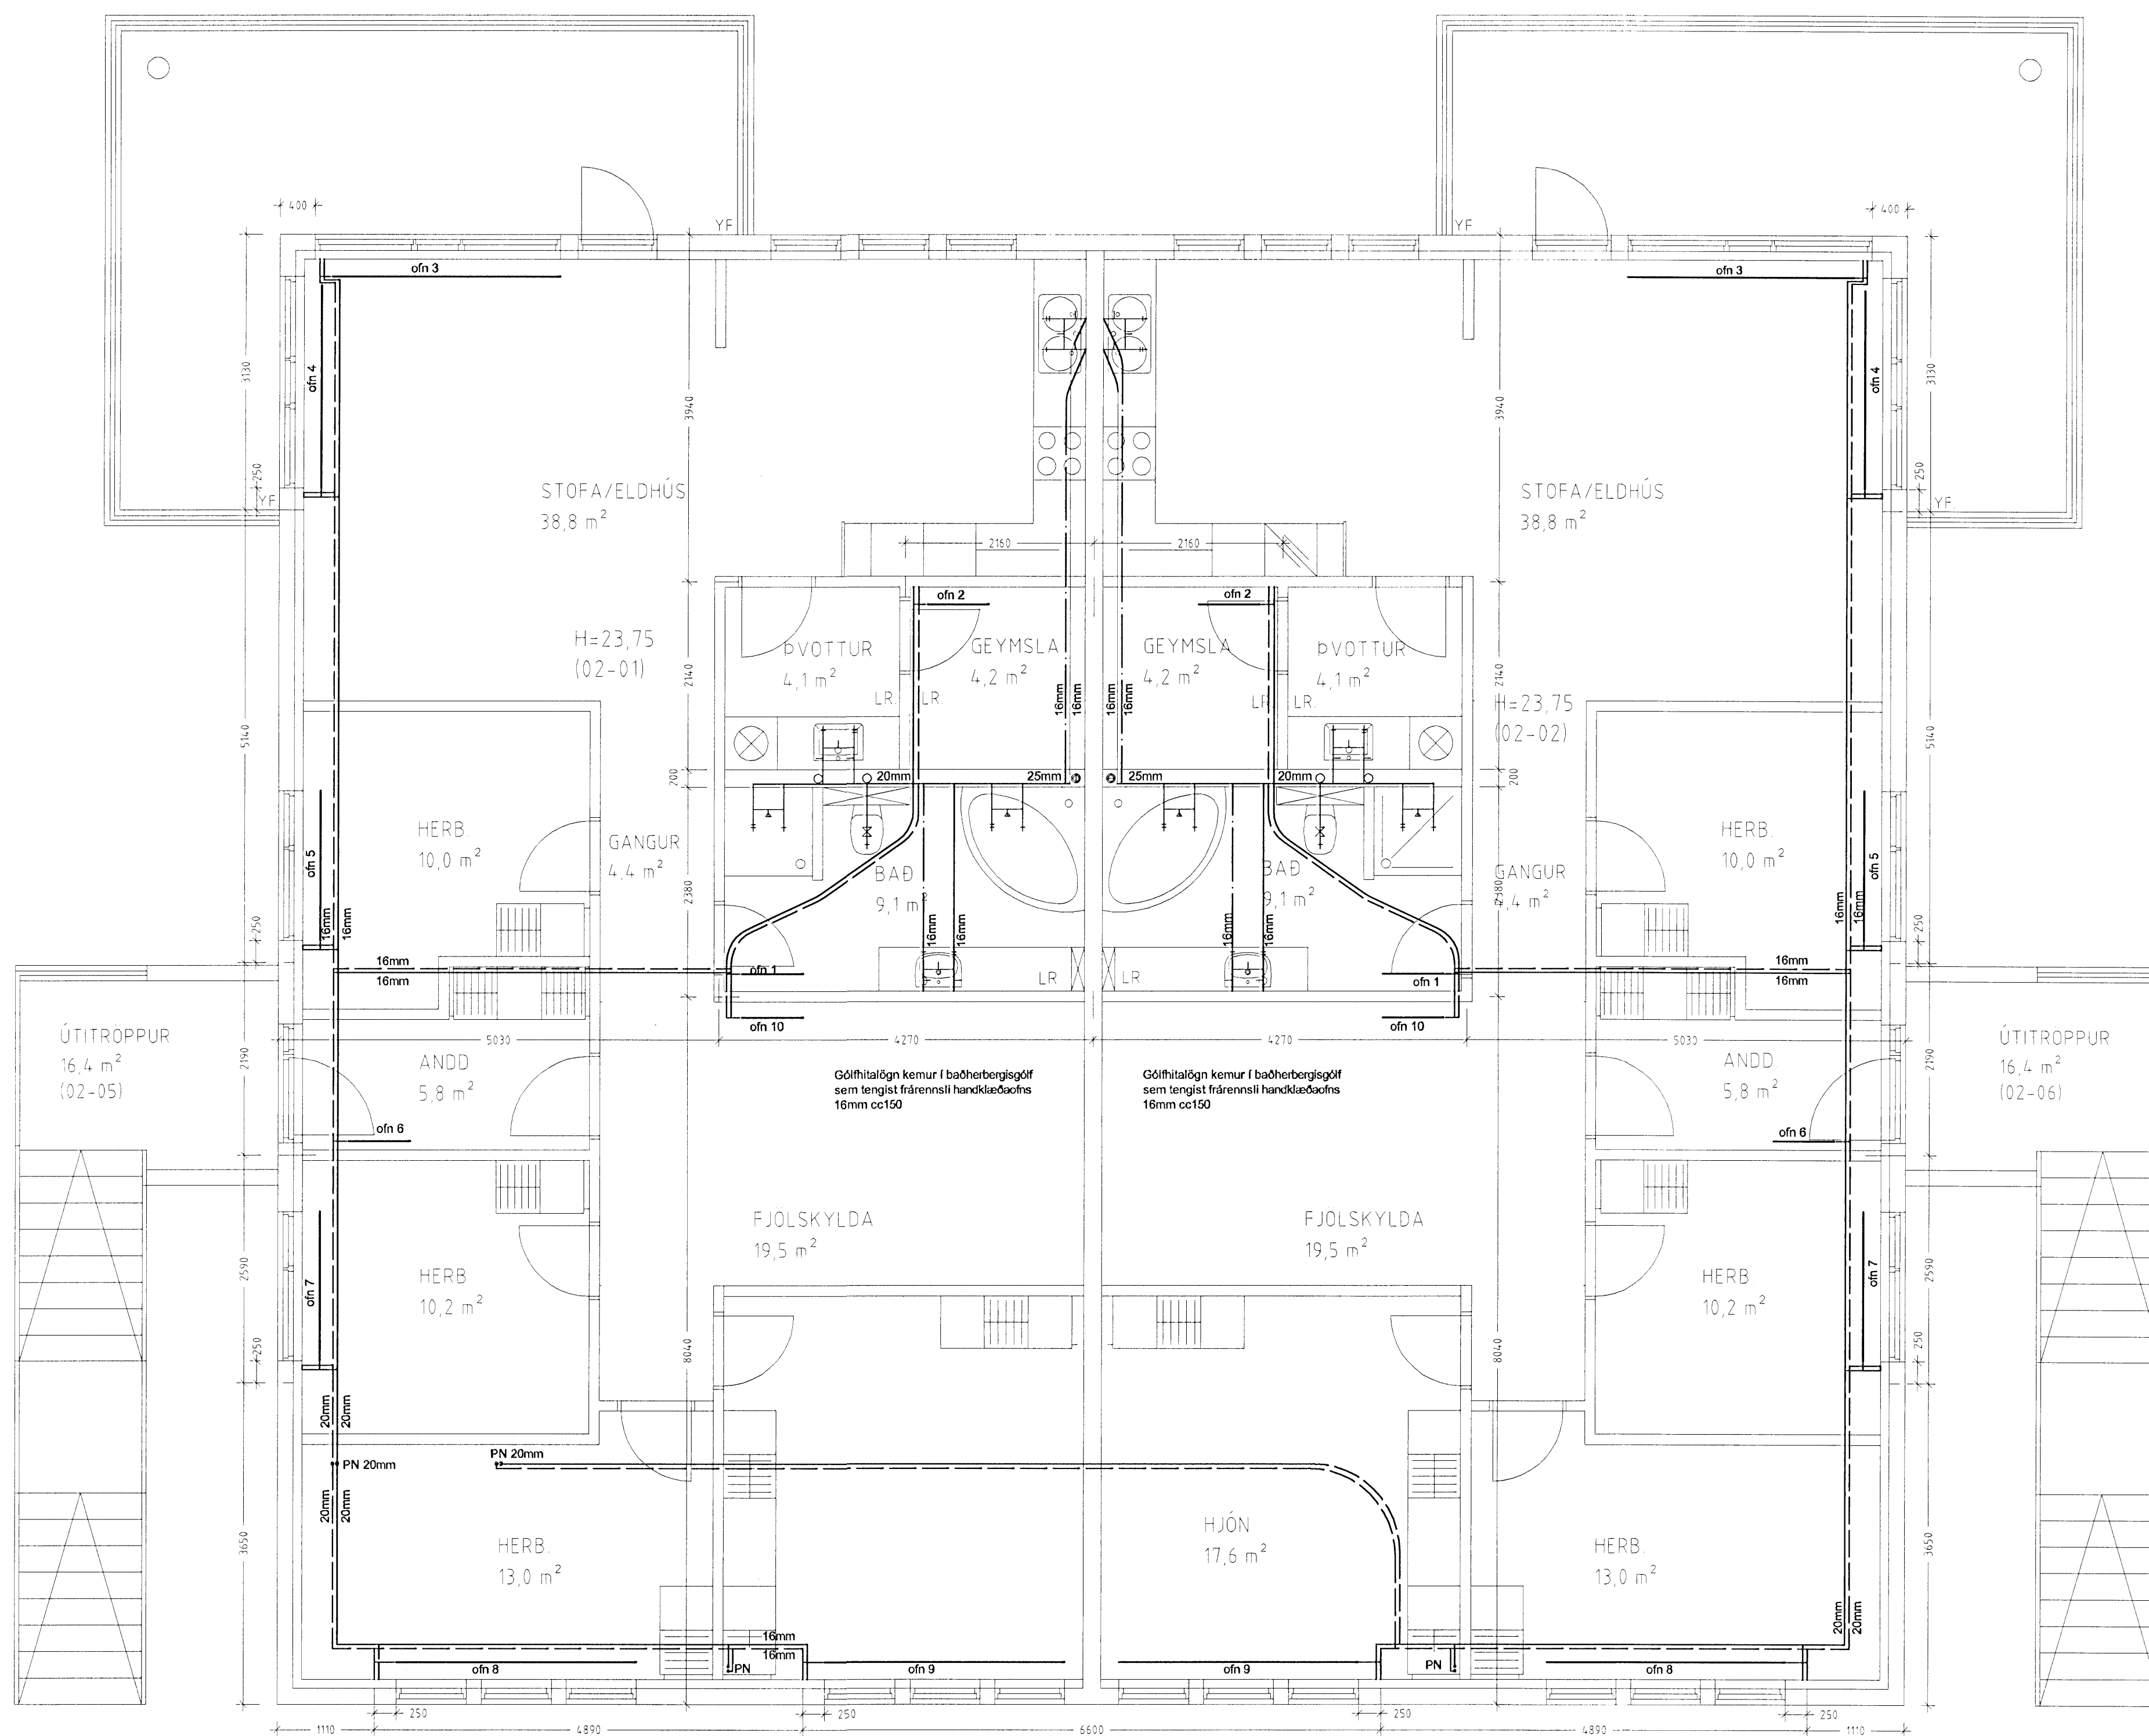 400
YF
YF
400
ofn 3
ofn 3
ofn 4
ofn 4
3130
3940
3940
3130
250
YF
STOFA/ELDHÚS
38,8 m²
STOFA/ELDHÚS
38,8 m²
250
YF
2160
2160
ofn 2
ofn 2
H=23,75
(02-01)
ÞVOTTUR
4,1 m²
GEYMSLA
4,2 m²
GEYMSLA
4,2 m²
ÞVOTTUR
4,1 m²
H=23,75
(02-02)
2140
2140
LR.
LR.
LR.
LR.
16mm
16mm
16mm
16mm
5140
5140
200
20mm
25mm
25mm
20mm
200
HERB.
10,0 m²
GANGUR
4,4 m²
BAÐ
9,1 m²
BAÐ
9,1 m²
GANGUR
4,4 m²
HERB.
10,0 m²
ofn 5
ofn 5
2380
2380
16mm
16mm
16mm
16mm
16mm
16mm
16mm
16mm
250
250
16mm
16mm
ofn 1
LR
LR
ofn 1
16mm
16mm
ofn 10
ofn 10
ÚTITRÖPPUR
16,4 m²
(02-05)
2190
5030
4270
4270
5030
2190
ÚTITRÖPPUR
16,4 m²
(02-06)
ANDD
5,8 m²
ANDD
5,8 m²
Gólfhitalögn kemur í baðherbergisgólf
sem tengist frárennsli handklæðaofns
16mm cc150
Gólfhitalögn kemur í baðherbergisgólf
sem tengist frárennsli handklæðaofns
16mm cc150
ofn 6
ofn 6
FJÖLSKYLDA
19,5 m²
FJÖLSKYLDA
19,5 m²
HERB
10,2 m²
HERB
10,2 m²
ofn 7
ofn 7
2590
2590
250
8040
8040
250
20mm
20mm
PN 20mm
PN 20mm
20mm
20mm
3650
3650
HERB.
13,0 m²
HJÓN
17,6 m²
HERB.
13,0 m²
20mm
20mm
16mm
16mm
PN
PN
ofn 8
ofn 9
ofn 9
ofn 8
250
250
250
250
1110
4890
6600
4890
1110